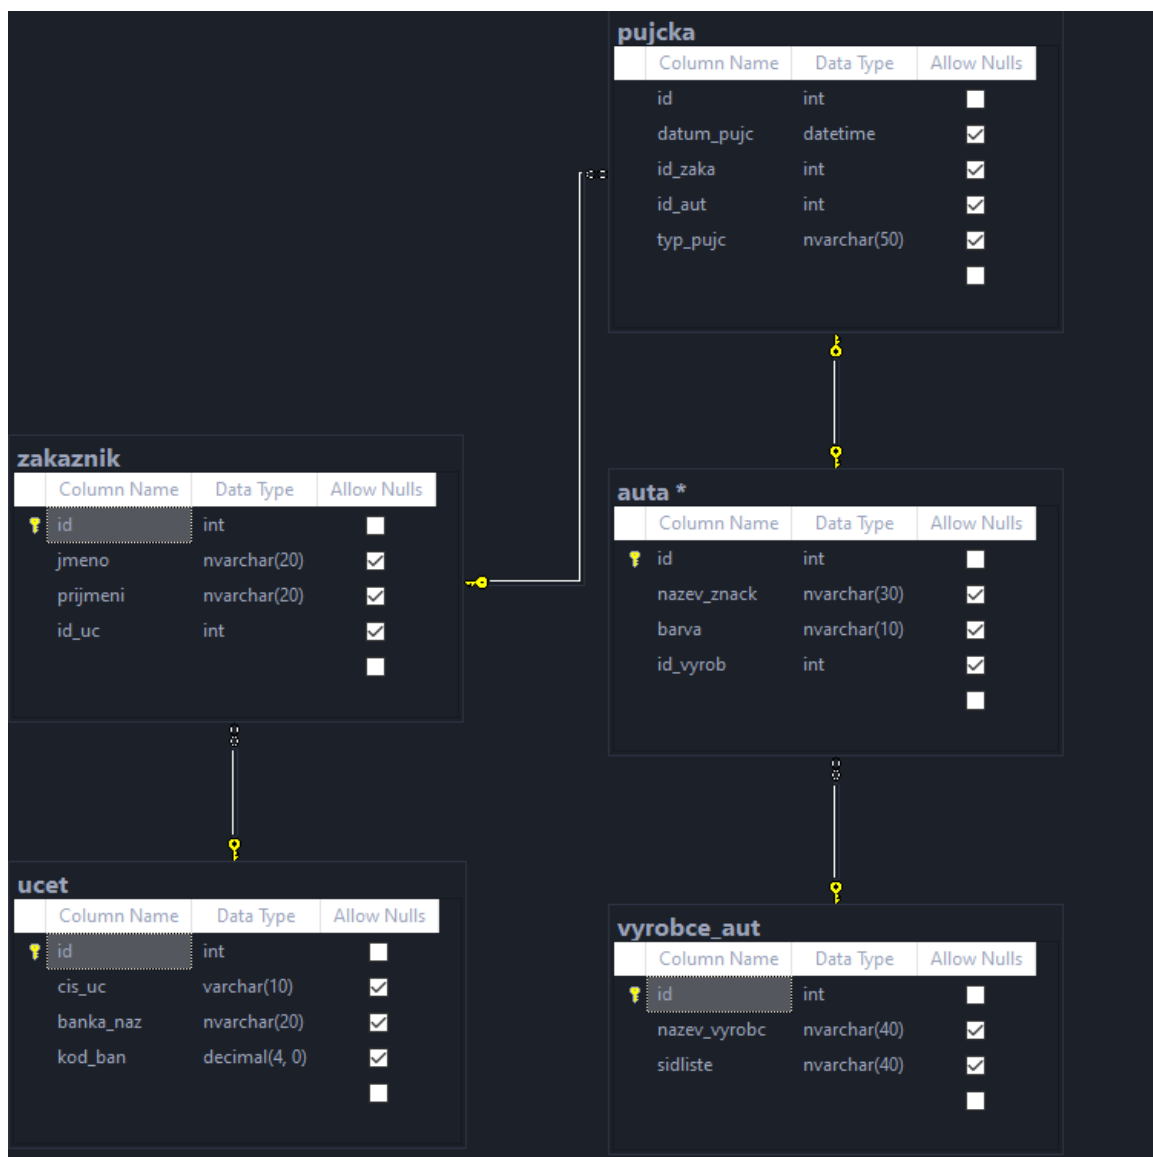 pujcka
Column Name Data Type Allow Nulls
id int
datum_pujc datetime
id_zaka int
id_aut int
typ_pujc nvarchar(50)
zakaznik
Column Name Data Type Allow Nulls
id int
jmeno nvarchar(20)
prijmeni nvarchar(20)
id_uc int
auta *
Column Name Data Type Allow Nulls
id int
nazev_znack nvarchar(30)
barva nvarchar(10)
id_vyrob int
ucet
Column Name Data Type Allow Nulls
id int
cis_uc varchar(10)
banka_naz nvarchar(20)
kod_ban decimal(4, 0)
vyrobce_aut
Column Name Data Type Allow Nulls
id int
nazev_vyrobc nvarchar(40)
sidliste nvarchar(40)